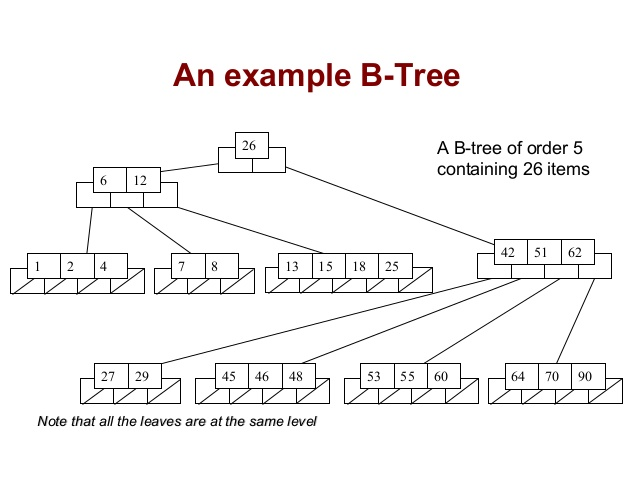 An example B-Tree
A B-tree of order 5
containing 26 items
26
6 12
42 51 62
1 2 4
7 8
13 15 18 25
27 29
45 46 48
53 55 60
64 70 90
Note that all the leaves are at the same level